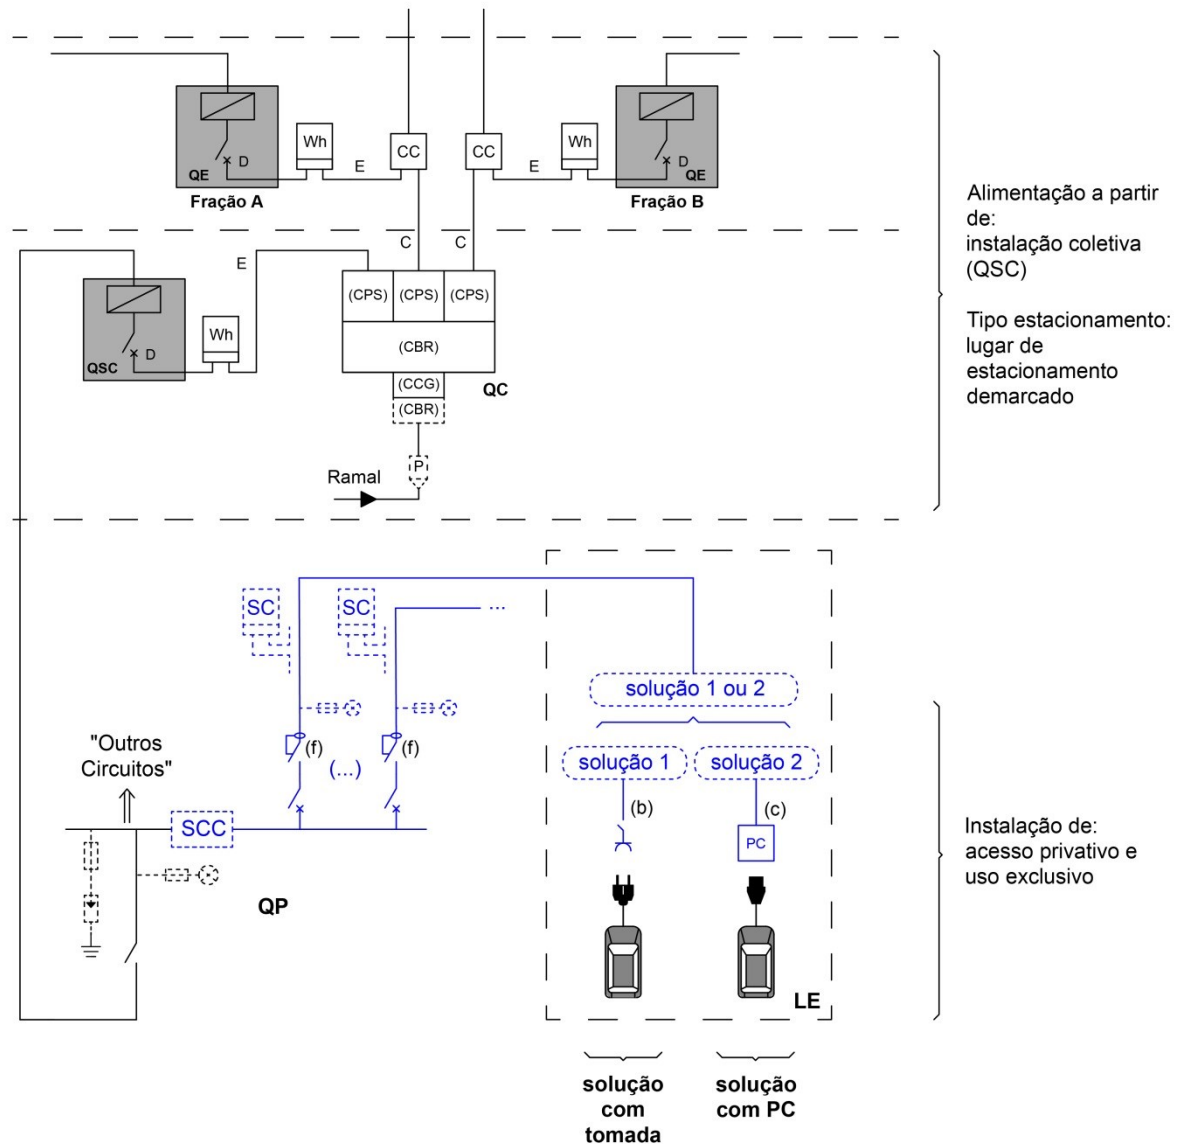 Wh
CC
CC
Wh
D
E
E
D
QE
QE
Fração A
Fração B
Alimentação a partir
de:
instalação coletiva
(QSC)
Tipo estacionamento:
lugar de
estacionamento
demarcado
E
C
C
(CPS)
(CPS)
(CPS)
Wh
D
QSC
(CBR)
(CCG)
QC
(CBR)
P
Ramal
SC
SC
...
solução 1 ou 2
"Outros
Circuitos"
(f)
(f)
(...)
solução 1
solução 2
(b)
(c)
SCC
PC
Instalação de:
acesso privativo e
uso exclusivo
QP
LE
solução
com
tomada
solução
com PC